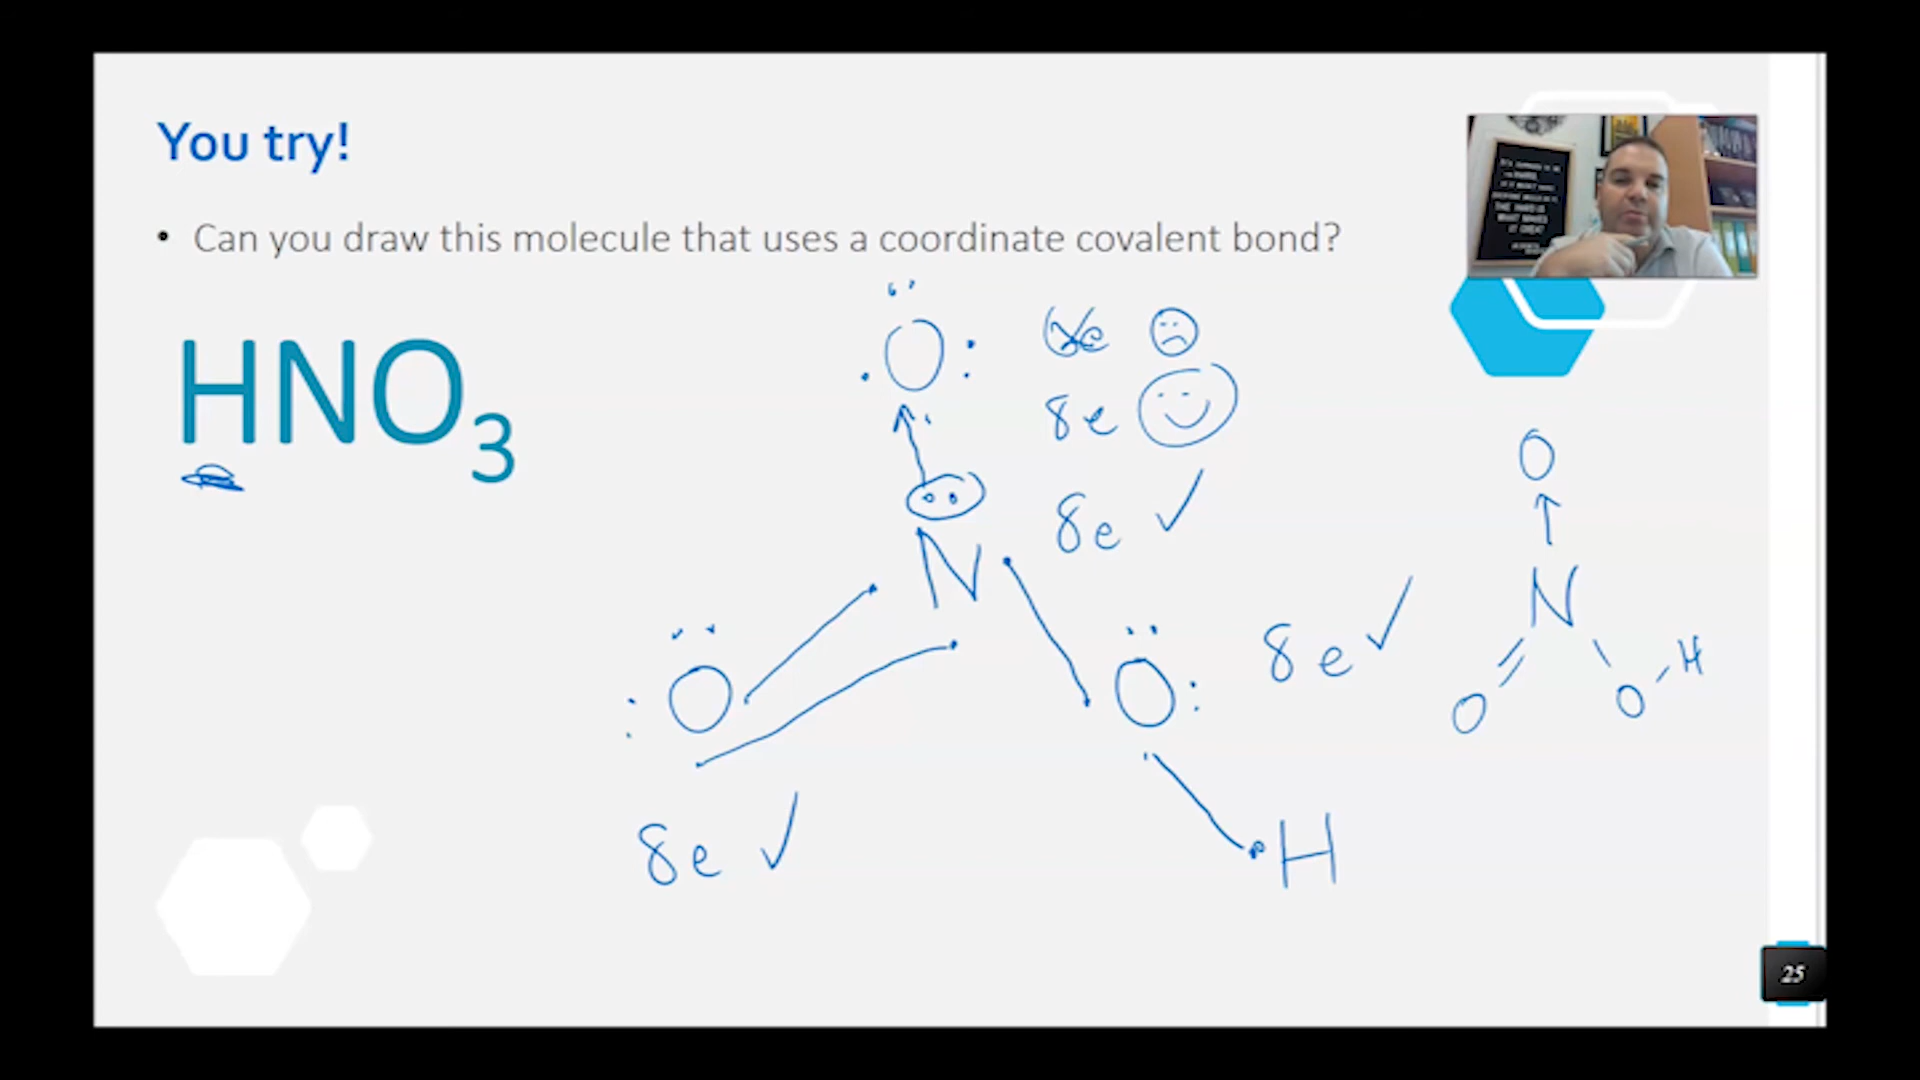 You try!
• Can you draw this molecule that uses a coordinate covalent bond?
HNO₃
O
8e
8e ✓
N
O
O
8e ✓
8e ✓
H
O
↑
N
O
O - H
25